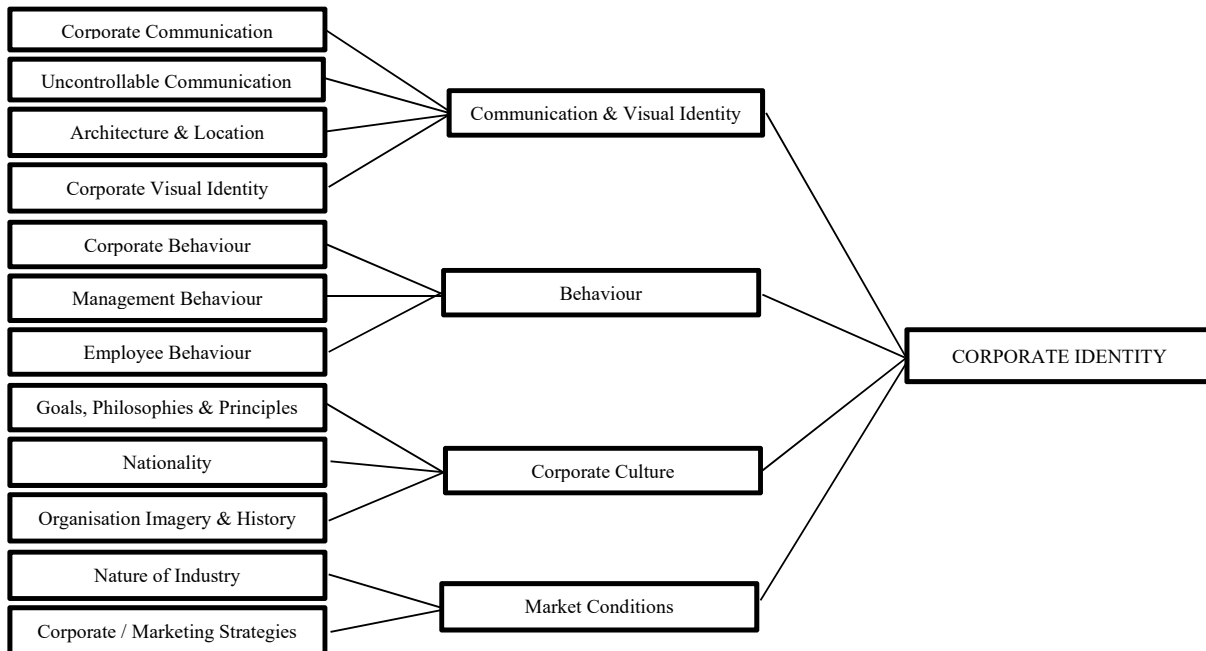 Corporate Communication
Uncontrollable Communication
Architecture & Location
Corporate Visual Identity
Corporate Behaviour
Management Behaviour
Employee Behaviour
Goals, Philosophies & Principles
Nationality
Organisation Imagery & History
Nature of Industry
Corporate / Marketing Strategies
Communication & Visual Identity
Behaviour
Corporate Culture
Market Conditions
CORPORATE IDENTITY